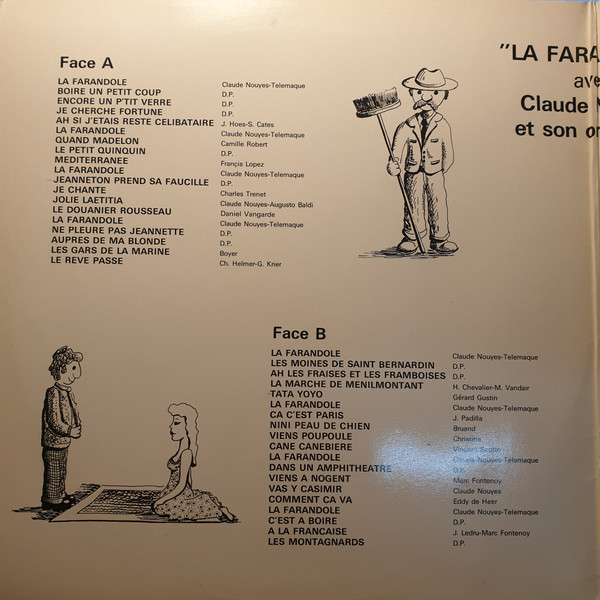 "LA FARA
ave
Claude
et son or
Face A
LA FARANDOLE Claude Nouyes-Telemaque
BOIRE UN PETIT COUP D.P.
ENCORE UN P'TIT VERRE D.P.
JE CHERCHE FORTUNE D.P.
AH SI J'ETAIS RESTE CELIBATAIRE J. Hoes-S. Cates
LA FARANDOLE Claude Nouyes-Telemaque
QUAND MADELON Camille Robert
LE PETIT QUINQUIN D.P.
MEDITERRANEE Françis Lopez
LA FARANDOLE Claude Nouyes-Telemaque
JEANNETON PREND SA FAUCILLE D.P.
JE CHANTE Charles Trenet
JOLIE LAETITIA Claude Nouyes-Augusto Baldi
LE DOUANIER ROUSSEAU Daniel Vangarde
LA FARANDOLE Claude Nouyes-Telemaque
NE PLEURE PAS JEANNETTE D.P.
AUPRES DE MA BLONDE D.P.
LES GARS DE LA MARINE Boyer
LE REVE PASSE Ch. Helmer-G. Krier
Face B
LA FARANDOLE Claude Nouyes-Telemaque
LES MOINES DE SAINT BERNARDIN D.P.
AH LES FRAISES ET LES FRAMBOISES D.P.
LA MARCHE DE MENILMONTANT H. Chevalier-M. Vandair
TATA YOYO Gérard Gustin
LA FARANDOLE Claude Nouyes-Telemaque
CA C'EST PARIS J. Padilla
NINI PEAU DE CHIEN Bruand
VIENS POUPOULE Christine
CANE CANEBIERE Vincent Scotto
LA FARANDOLE Claude Nouyes-Telemaque
DANS UN AMPHITHEATRE D.P.
VIENS A NOGENT Marc Fontenoy
VAS Y CASIMIR Claude Nouyes
COMMENT CA VA Eddy de Heer
LA FARANDOLE Claude Nouyes-Telemaque
C'EST A BOIRE D.P.
A LA FRANCAISE J. Ledru-Marc Fontenoy
LES MONTAGNARDS D.P.